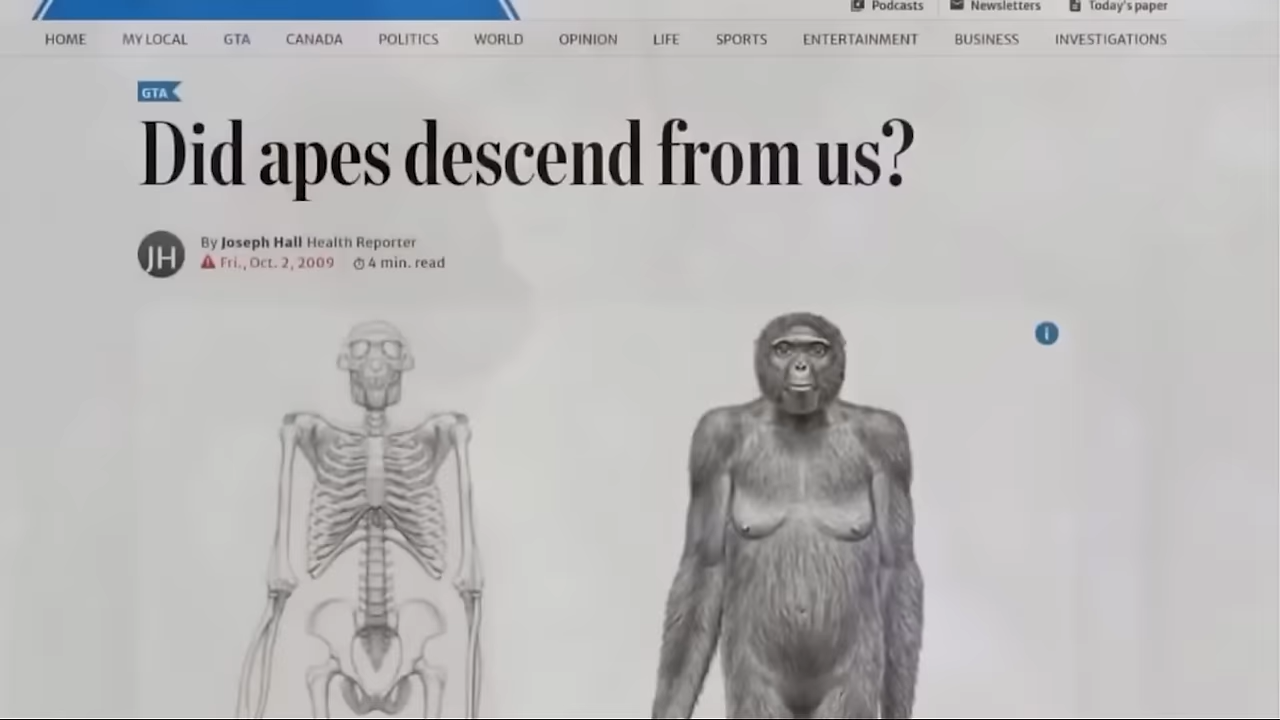 Podcasts Newsletters Today's paper
HOME MY LOCAL GTA CANADA POLITICS WORLD OPINION LIFE SPORTS ENTERTAINMENT BUSINESS INVESTIGATIONS
GTA
Did apes descend from us?
JH
By Joseph Hall Health Reporter
Fri., Oct. 2, 2009 4 min. read
i